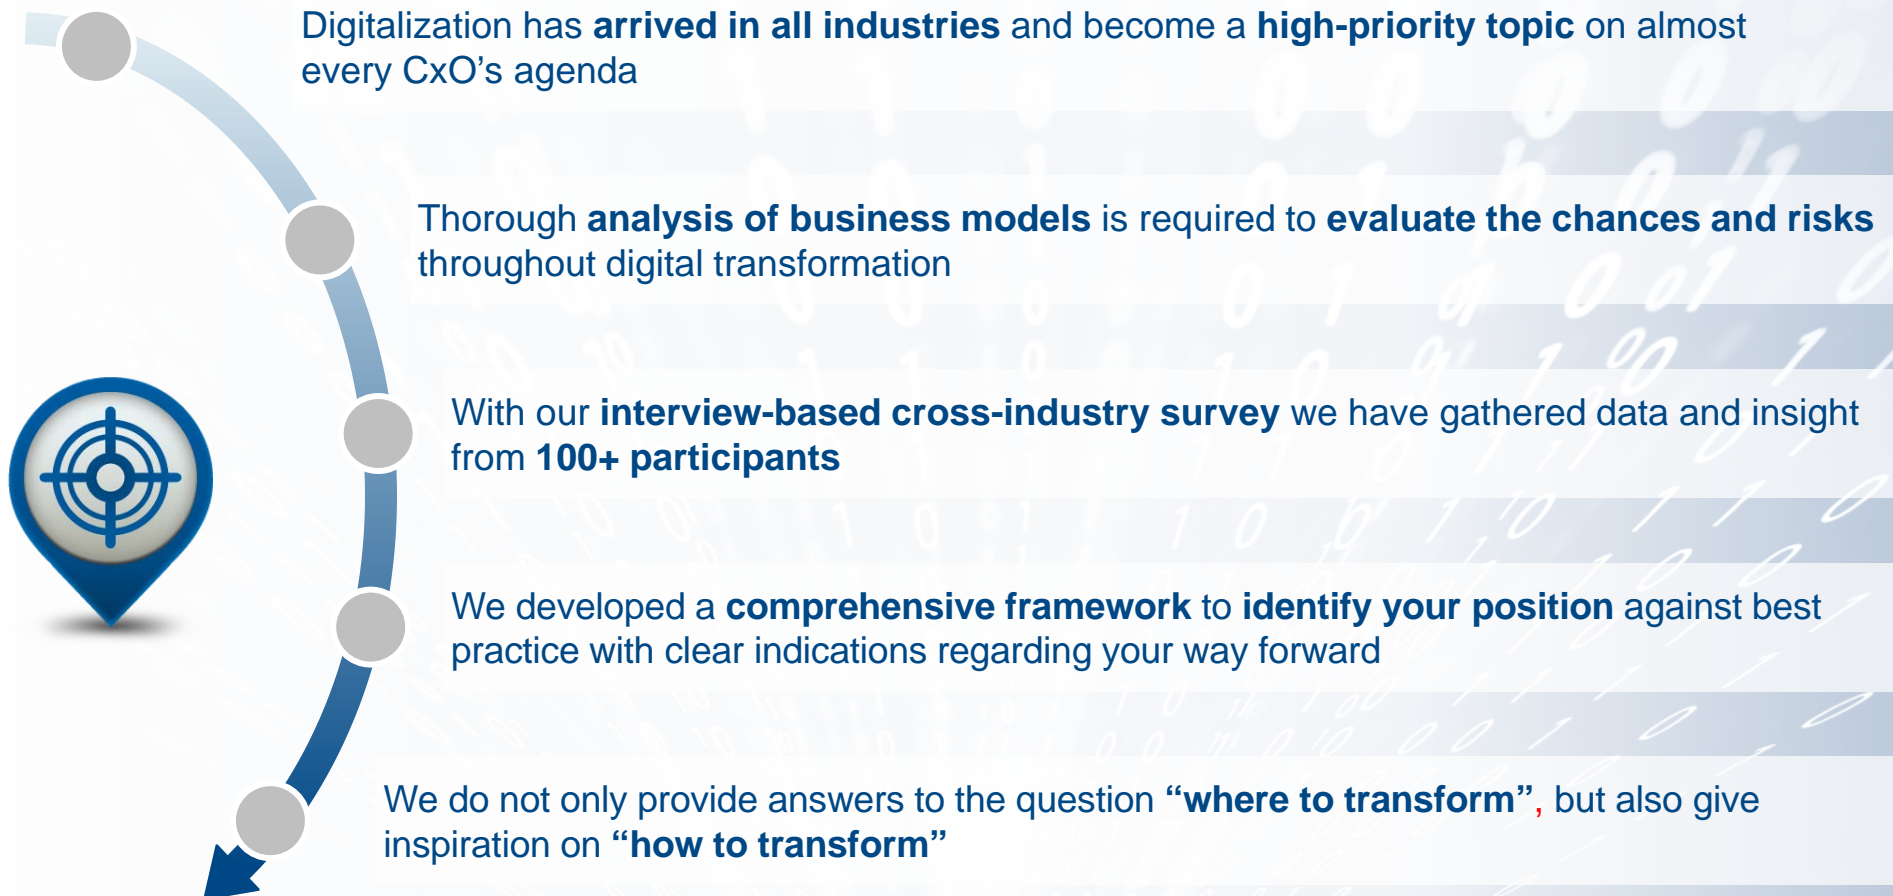 Digitalization has arrived in all industries and become a high-priority topic on almost
every CxO’s agenda
Thorough analysis of business models is required to evaluate the chances and risks
throughout digital transformation
With our interview-based cross-industry survey we have gathered data and insight
from 100+ participants
We developed a comprehensive framework to identify your position against best
practice with clear indications regarding your way forward
We do not only provide answers to the question “where to transform”, but also give
inspiration on “how to transform”